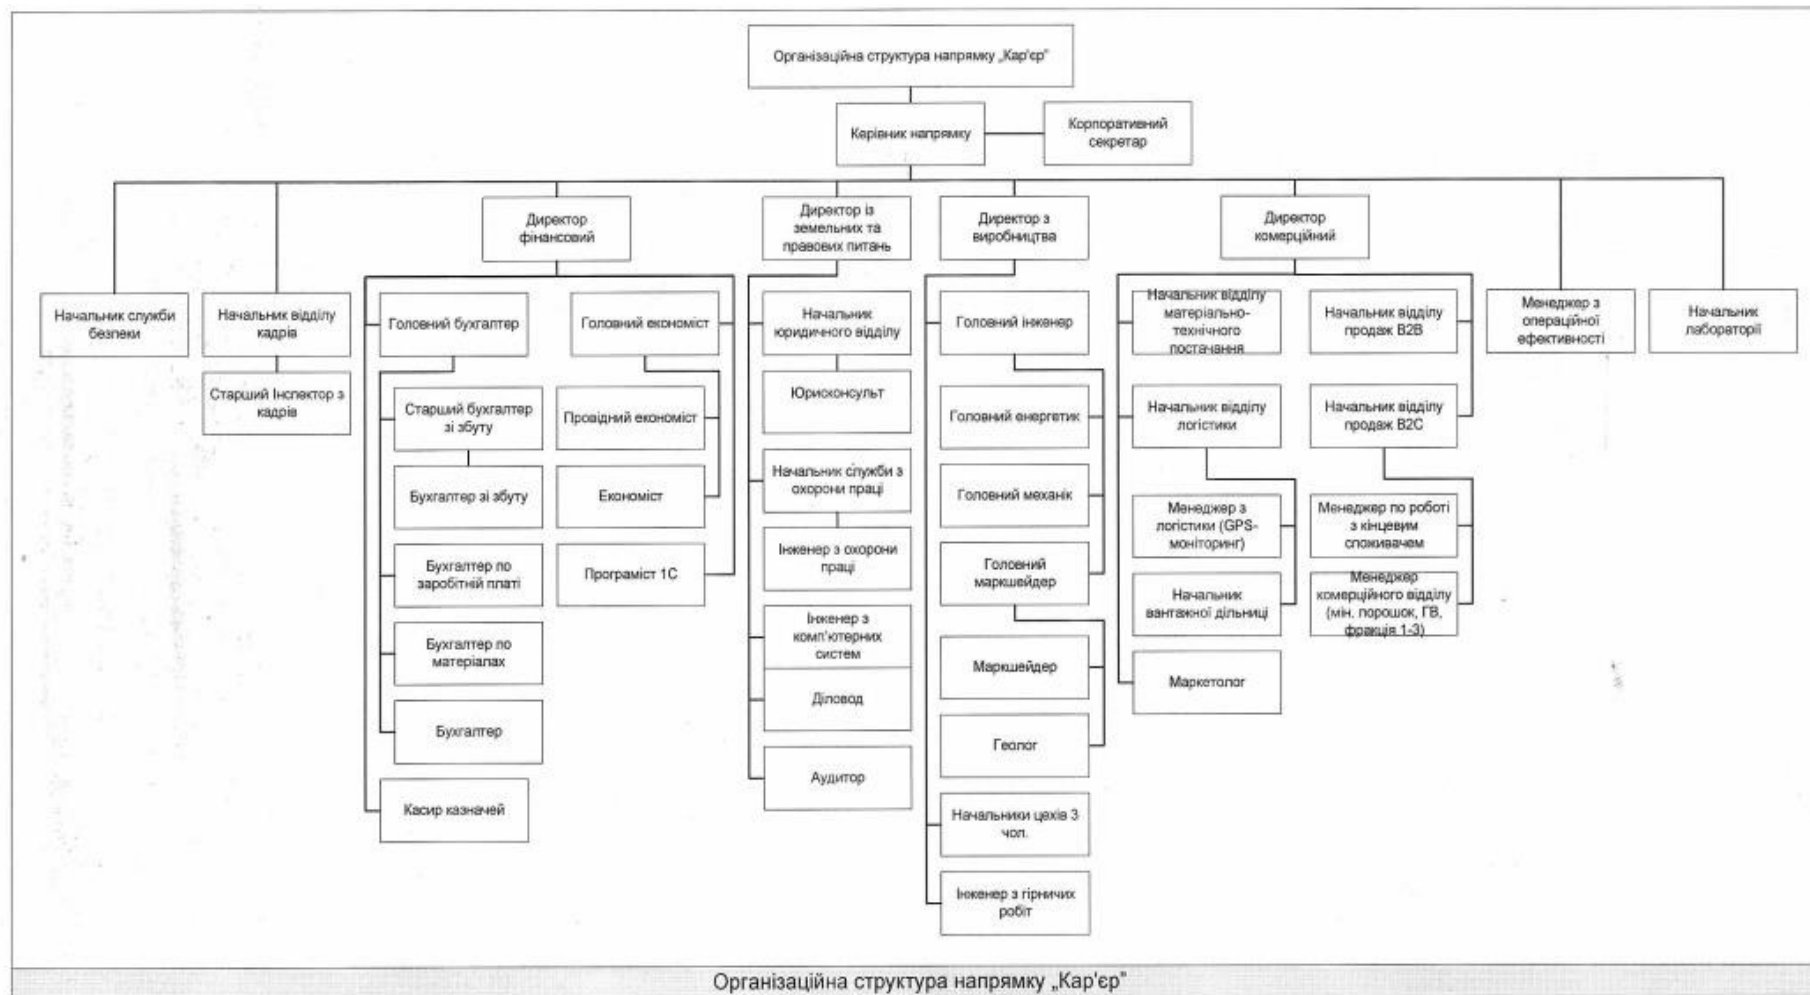 Організаційна структура напрямку „Кар'єр"
Керівник напрямку
Корпоративний
секретар
Директор
фінансовий
Директор із
земельних та
правових питань
Директор з
виробництва
Директор
комерційний
Начальник служби
безпеки
Начальник відділу
кадрів
Старший Інспектор з
кадрів
Головний бухгалтер
Старший бухгалтер
зі збуту
Бухгалтер зі збуту
Бухгалтер по
заробітній платі
Бухгалтер по
матеріалах
Бухгалтер
Касир казначей
Головний економіст
Провідний економіст
Економіст
Програміст 1С
Начальник
юридичного відділу
Юрисконсульт
Начальник служби з
охорони праці
Інженер з охорони
праці
Інженер з
комп'ютерних
систем
Діловод
Аудитор
Головний інженер
Головний енергетик
Головний механік
Головний
маркшейдер
Маркшейдер
Геолог
Начальники цехів 3
чол.
Інженер з гірничих
робіт
Начальник відділу
матеріально-
технічного
постачання
Начальник відділу
логістики
Менеджер з
логістики (GPS-
моніторинг)
Начальник
вантажної дільниці
Маркетолог
Начальник відділу
продаж B2B
Начальник відділу
продаж B2C
Менеджер по роботі
з кінцевим
споживачем
Менеджер
комерційного відділу
(мін. порошок, ГВ,
фракція 1-3)
Менеджер з
операційної
ефективності
Начальник
лабораторії
Організаційна структура напрямку „Кар'єр"